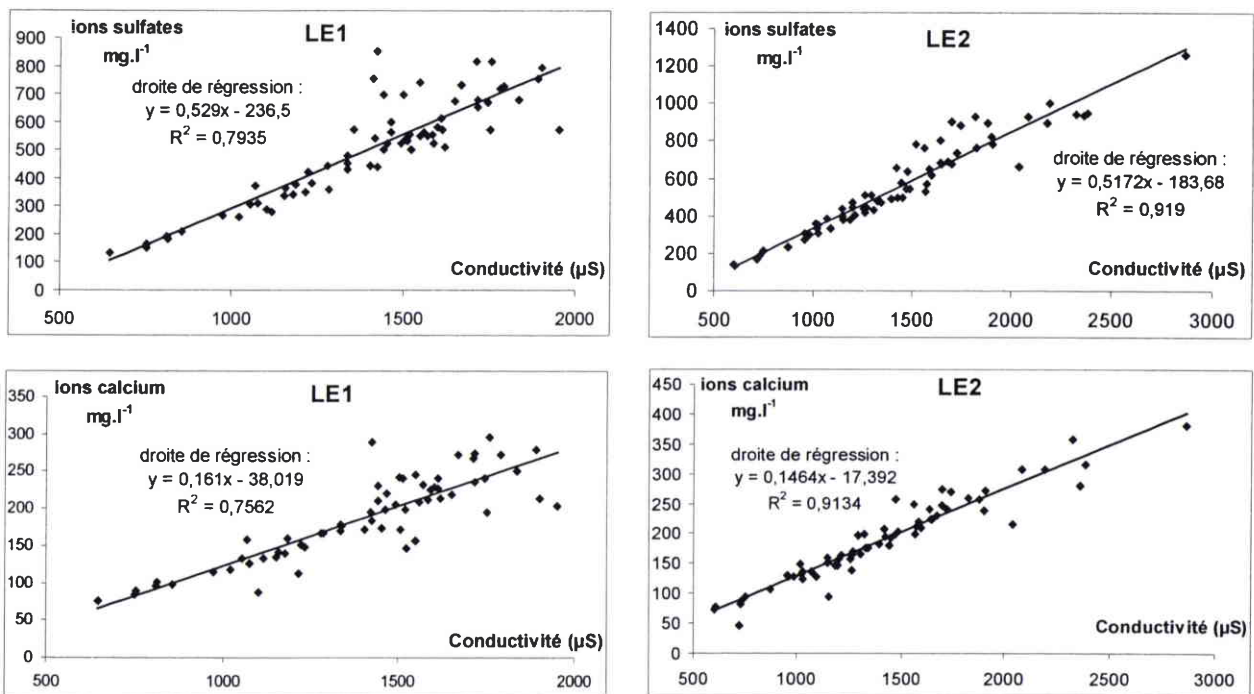 ions sulfates
mg.l⁻¹
LE1
droite de régression :
y = 0,529x - 236,5
R² = 0,7935
Conductivité (µS)
900
800
700
600
500
400
300
200
100
0
500 1000 1500 2000
ions sulfates
mg.l⁻¹
LE2
droite de régression :
y = 0,5172x - 183,68
R² = 0,919
Conductivité (µS)
1400
1200
1000
800
600
400
200
0
500 1000 1500 2000 2500 3000
ions calcium
mg.l⁻¹
LE1
droite de régression :
y = 0,161x - 38,019
R² = 0,7562
Conductivité (µS)
350
300
250
200
150
100
50
0
500 1000 1500 2000
ions calcium
mg.l⁻¹
LE2
droite de régression :
y = 0,1464x - 17,392
R² = 0,9134
Conductivité (µS)
450
400
350
300
250
200
150
100
50
0
500 1000 1500 2000 2500 3000